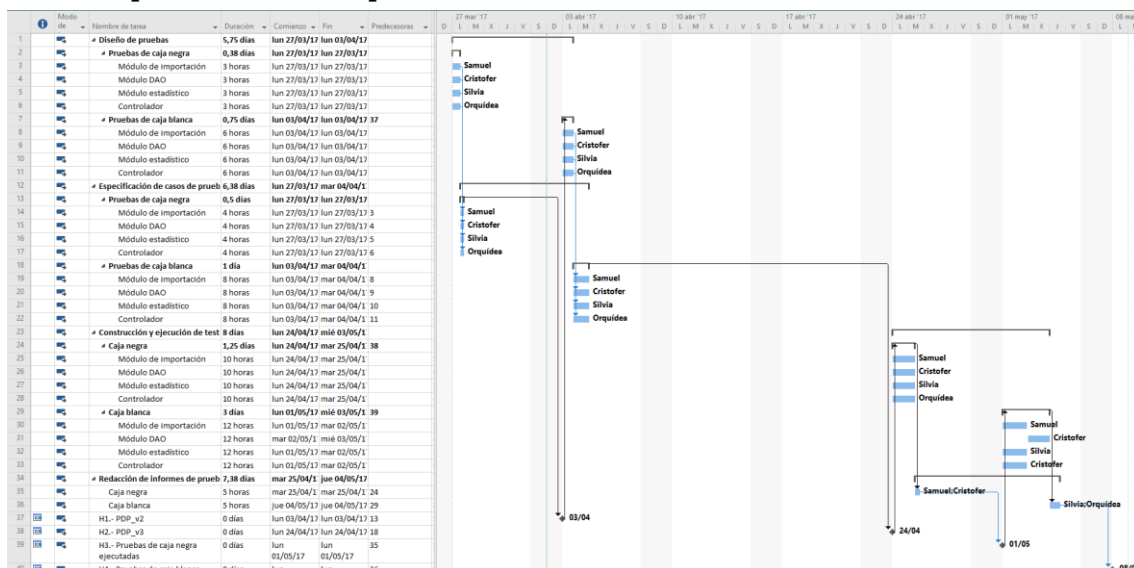 27 mar '17 03 abr '17 10 abr '17 17 abr '17 24 abr '17 01 may '17 08 ma
Modo de Nombre de tarea Duración Comienzo Fin Predecesoras D L M X J V S D L M X J V S D L M X J V S D L M X J V S D L M X J V S D L M X J V S D L M
1 Diseño de pruebas 5,75 días lun 27/03/17 lun 03/04/17
2 Pruebas de caja negra 0,38 días lun 27/03/17 lun 27/03/17
3 Módulo de importación 3 horas lun 27/03/17 lun 27/03/17 Samuel
4 Módulo DAO 3 horas lun 27/03/17 lun 27/03/17 Cristofer
5 Módulo estadístico 3 horas lun 27/03/17 lun 27/03/17 Silvia
6 Controlador 3 horas lun 27/03/17 lun 27/03/17 Orquídea
7 Pruebas de caja blanca 0,75 días lun 03/04/17 lun 03/04/17 37
8 Módulo de importación 6 horas lun 03/04/17 lun 03/04/17 Samuel
9 Módulo DAO 6 horas lun 03/04/17 lun 03/04/17 Cristofer
10 Módulo estadístico 6 horas lun 03/04/17 lun 03/04/17 Silvia
11 Controlador 6 horas lun 03/04/17 lun 03/04/17 Orquídea
12 Especificación de casos de prueb 6,38 días lun 27/03/17 mar 04/04/1
13 Pruebas de caja negra 0,5 días lun 27/03/17 lun 27/03/17
14 Módulo de importación 4 horas lun 27/03/17 lun 27/03/17 3 Samuel
15 Módulo DAO 4 horas lun 27/03/17 lun 27/03/17 4 Cristofer
16 Módulo estadístico 4 horas lun 27/03/17 lun 27/03/17 5 Silvia
17 Controlador 4 horas lun 27/03/17 lun 27/03/17 6 Orquídea
18 Pruebas de caja blanca 1 día lun 03/04/17 mar 04/04/1
19 Módulo de importación 8 horas lun 03/04/17 mar 04/04/1 8 Samuel
20 Módulo DAO 8 horas lun 03/04/17 mar 04/04/1 9 Cristofer
21 Módulo estadístico 8 horas lun 03/04/17 mar 04/04/1 10 Silvia
22 Controlador 8 horas lun 03/04/17 mar 04/04/1 11 Orquídea
23 Construcción y ejecución de test 8 días lun 24/04/17 mié 03/05/1
24 Caja negra 1,25 días lun 24/04/17 mar 25/04/1 38
25 Módulo de importación 10 horas lun 24/04/17 mar 25/04/1 Samuel
26 Módulo DAO 10 horas lun 24/04/17 mar 25/04/1 Cristofer
27 Módulo estadístico 10 horas lun 24/04/17 mar 25/04/1 Silvia
28 Controlador 10 horas lun 24/04/17 mar 25/04/1 Orquídea
29 Caja blanca 3 días lun 01/05/17 mié 03/05/1 39
30 Módulo de importación 12 horas lun 01/05/17 mar 02/05/1 Samuel
31 Módulo DAO 12 horas mar 02/05/1 mié 03/05/1 Cristofer
32 Módulo estadístico 12 horas lun 01/05/17 mar 02/05/1 Silvia
33 Controlador 12 horas lun 01/05/17 mar 02/05/1 Cristofer
34 Redacción de informes de prueb 7,38 días mar 25/04/1 jue 04/05/17
35 Caja negra 5 horas mar 25/04/1 mar 25/04/1 24 Samuel;Cristofer
36 Caja blanca 5 horas jue 04/05/17 jue 04/05/17 29 Silvia;Orquídea
37 H1.- PDP_v2 0 días lun 03/04/17 lun 03/04/17 13 03/04
38 H2.- PDP_v3 0 días lun 24/04/17 lun 24/04/17 18 24/04
39 H3.- Pruebas de caja negra 0 días lun lun 35 01/05
ejecutadas 01/05/17 01/05/17